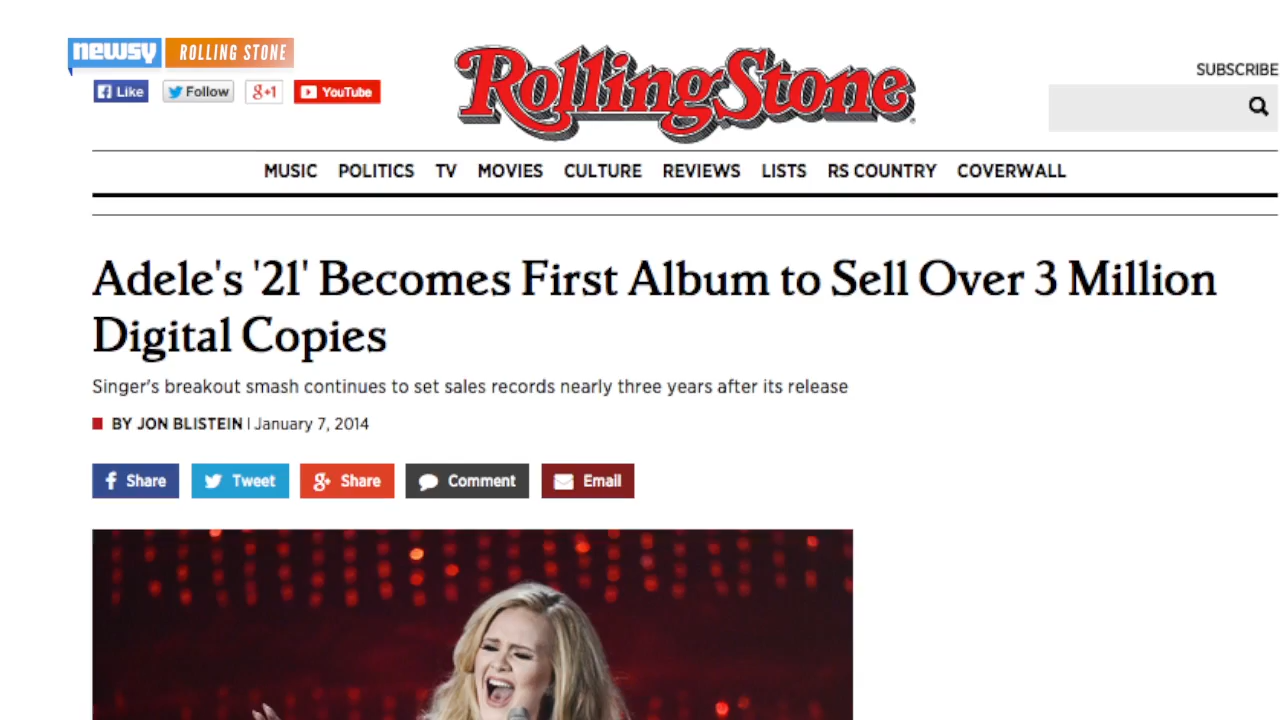 newsy ROLLING STONE
Like Follow g+1 YouTube
RollingStone
SUBSCRIBE
MUSIC POLITICS TV MOVIES CULTURE REVIEWS LISTS RS COUNTRY COVERWALL
Adele's '21' Becomes First Album to Sell Over 3 Million
Digital Copies
Singer's breakout smash continues to set sales records nearly three years after its release
BY JON BLISTEIN | January 7, 2014
Share Tweet g+ Share Comment Email